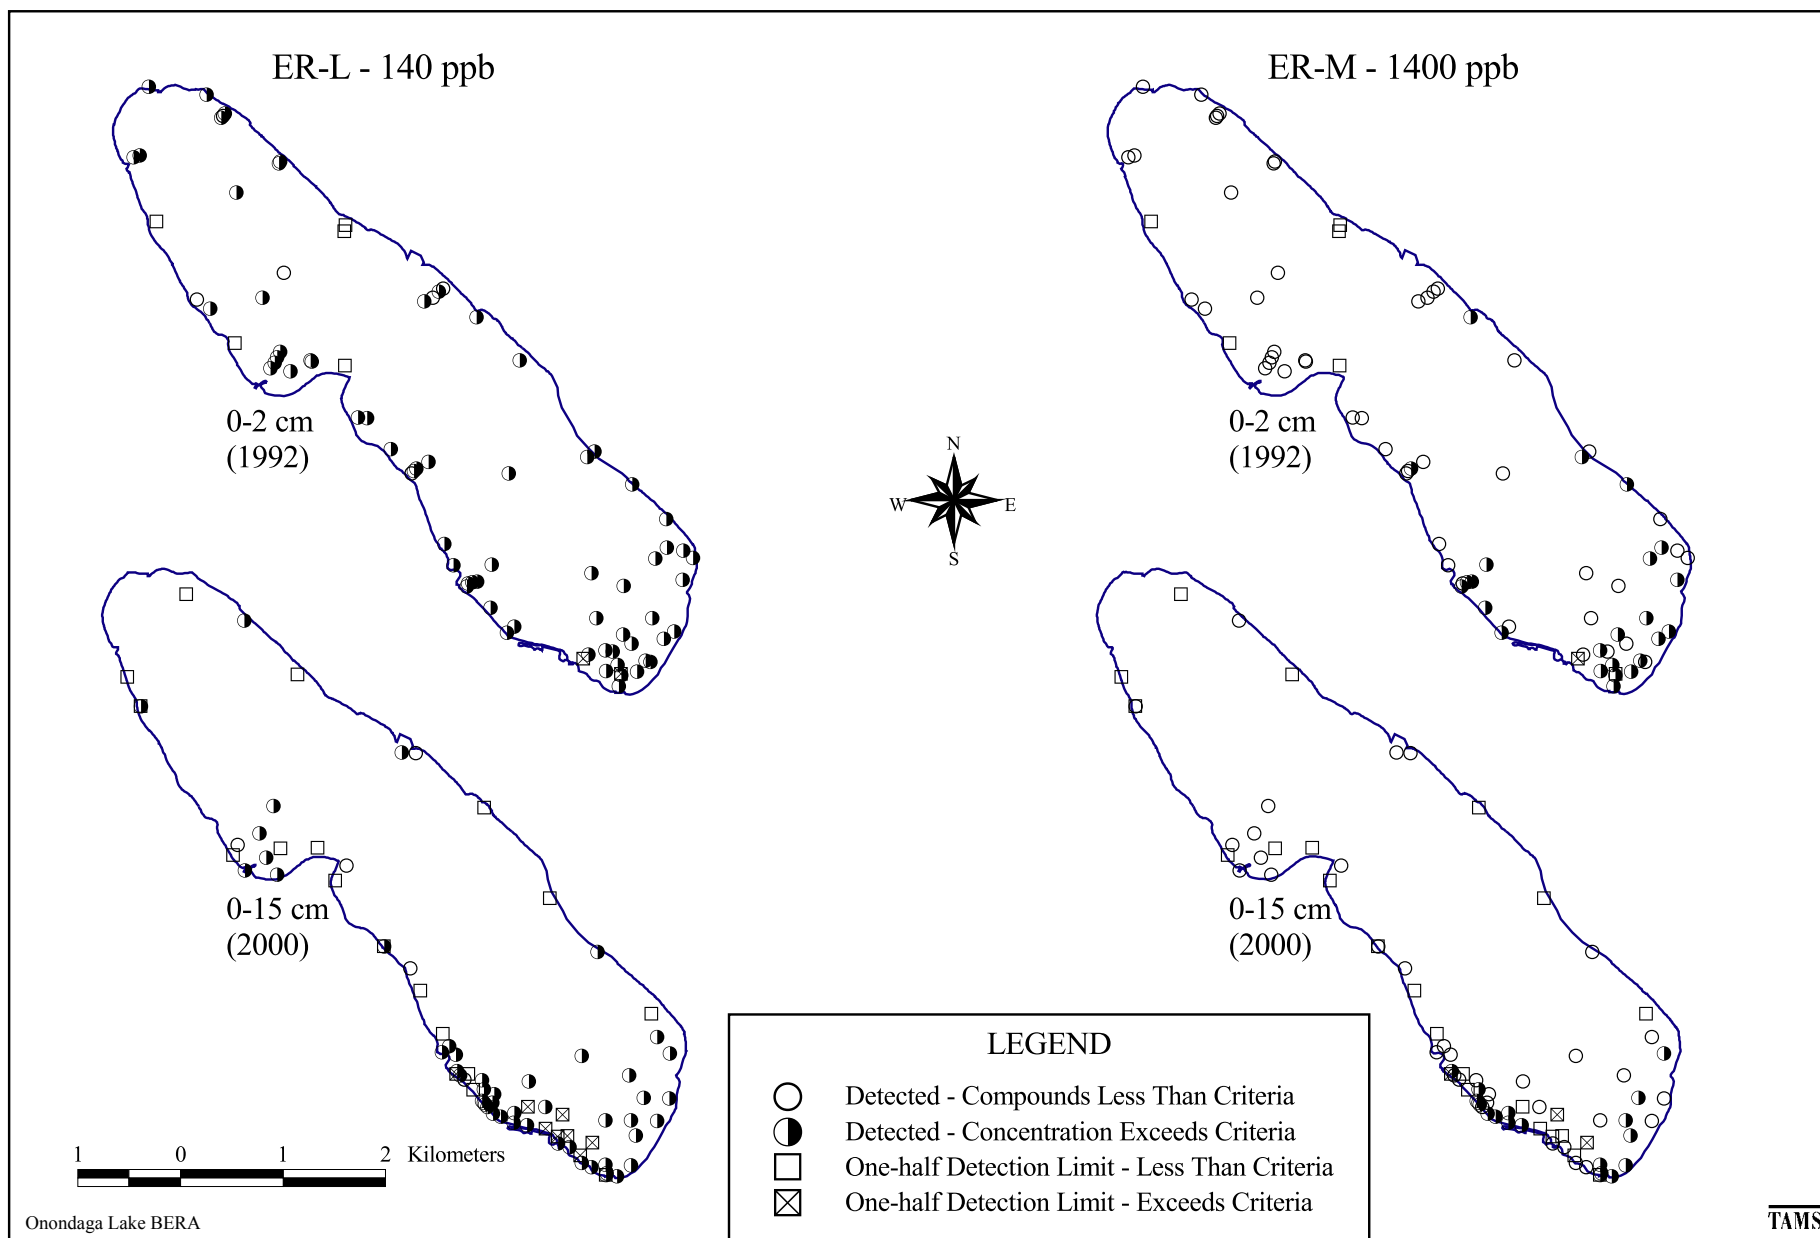 ER-L - 140 ppb
ER-M - 1400 ppb
0-2 cm
(1992)
0-2 cm
(1992)
N
W
E
S
0-15 cm
(2000)
0-15 cm
(2000)
LEGEND
Detected - Compounds Less Than Criteria
Detected - Concentration Exceeds Criteria
One-half Detection Limit - Less Than Criteria
One-half Detection Limit - Exceeds Criteria
1 0 1 2 Kilometers
Onondaga Lake BERA
TAMS